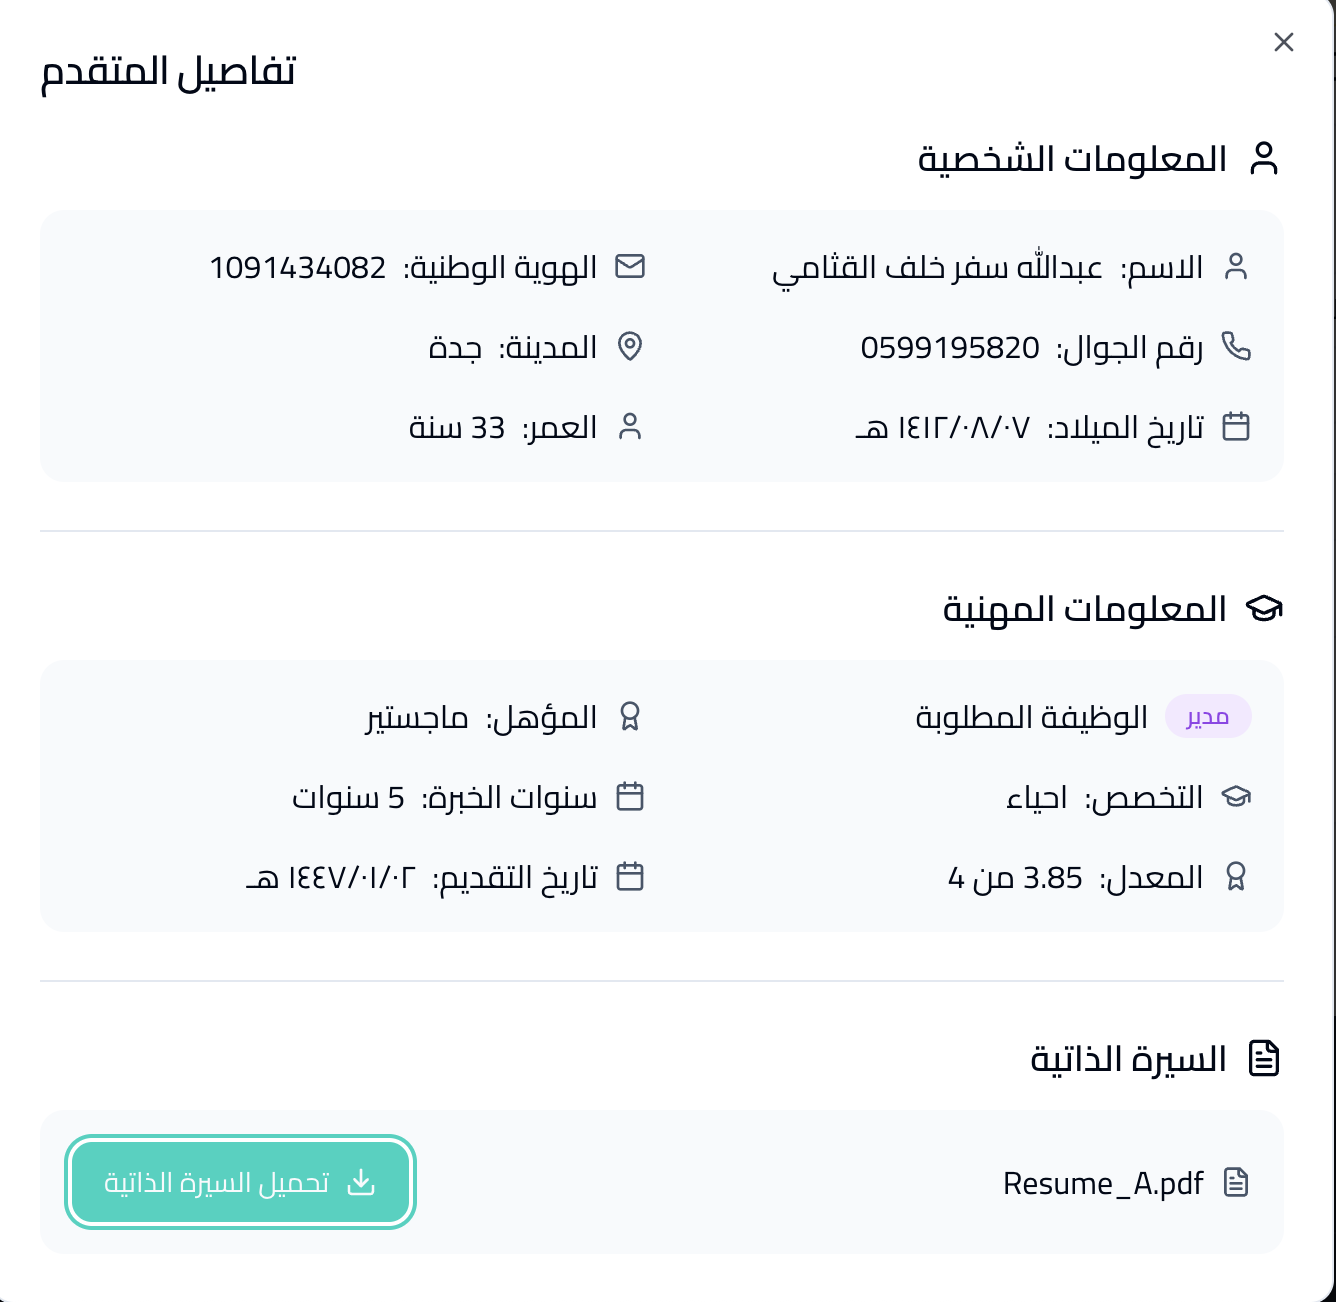 تفاصيل المتقدم
المعلومات الشخصية
الاسم: عبدالله سفر خلف القثامي
الهوية الوطنية: 1091434082
رقم الجوال: 0599195820
المدينة: جدة
تاريخ الميلاد: ١٤١٢/٠٨/٠٧ هـ
العمر: 33 سنة
المعلومات المهنية
مدير الوظيفة المطلوبة
المؤهل: ماجستير
التخصص: احياء
سنوات الخبرة: 5 سنوات
المعدل: 3.85 من 4
تاريخ التقديم: ١٤٤٧/٠١/٠٢ هـ
السيرة الذاتية
Resume_A.pdf
تحميل السيرة الذاتية